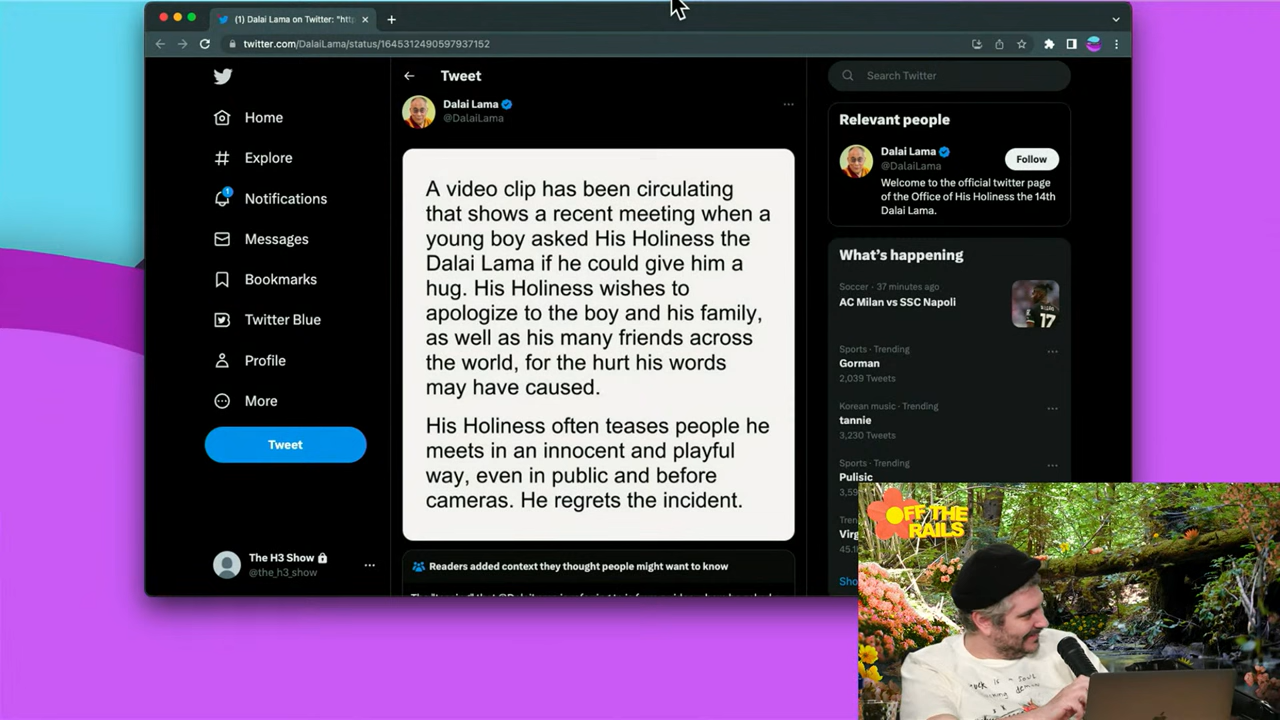 (1) Dalai Lama on Twitter: "htt
twitter.com/DalaiLama/status/1645312490597937152
Home
Explore
1
Notifications
Messages
Bookmarks
Twitter Blue
Profile
More
Tweet
The H3 Show
@the_h3_show
Tweet
Dalai Lama
@DalaiLama
A video clip has been circulating
that shows a recent meeting when a
young boy asked His Holiness the
Dalai Lama if he could give him a
hug. His Holiness wishes to
apologize to the boy and his family,
as well as his many friends across
the world, for the hurt his words
may have caused.
His Holiness often teases people he
meets in an innocent and playful
way, even in public and before
cameras. He regrets the incident.
Readers added context they thought people might want to know
Search Twitter
Relevant people
Dalai Lama
@DalaiLama
Follow
Welcome to the official twitter page
of the Office of His Holiness the 14th
Dalai Lama.
What's happening
Soccer · 37 minutes ago
AC Milan vs SSC Napoli
17
Sports · Trending
Gorman
2,039 Tweets
Korean music · Trending
tannie
3,230 Tweets
Sports · Trending
Pulisic
OFF THE
RAILS